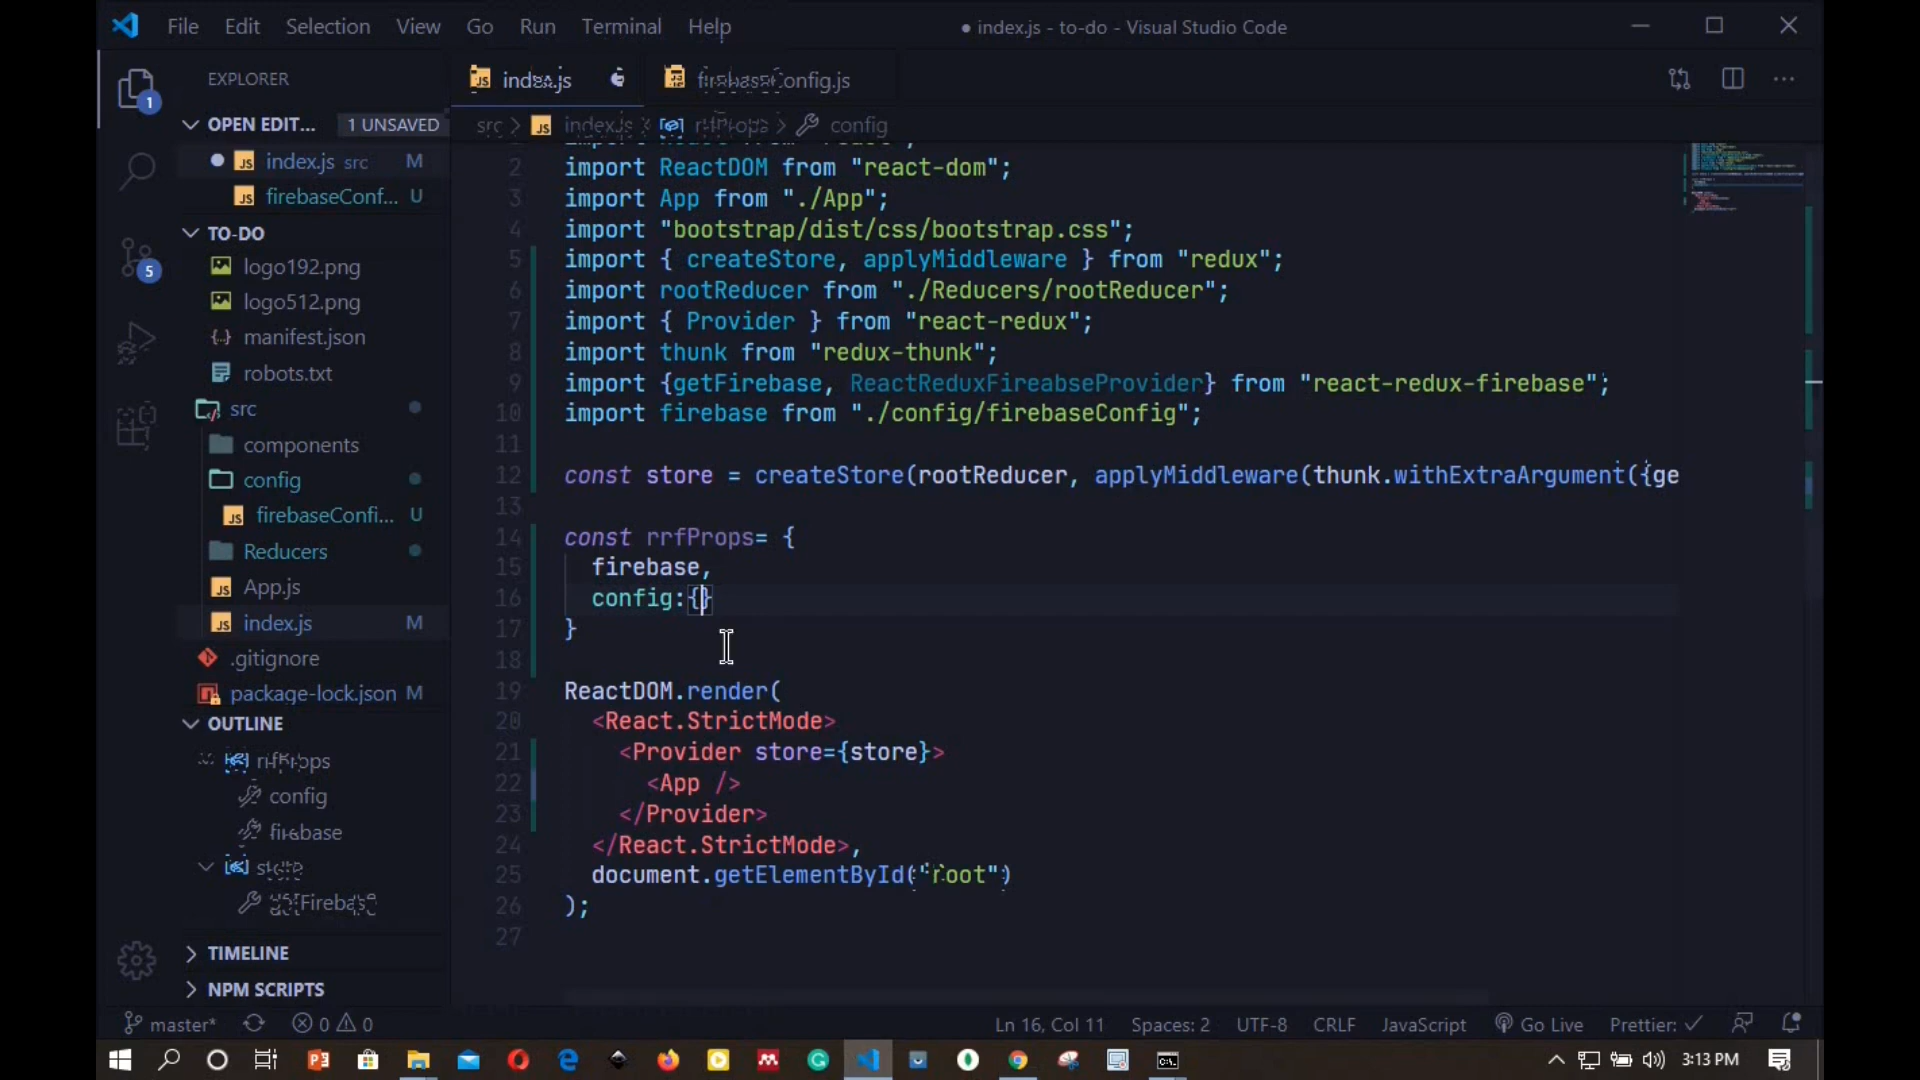 File Edit Selection View Go Run Terminal Help
● index.js - to-do - Visual Studio Code
EXPLORER
OPEN EDIT... 1 UNSAVED
index.js src M
firebaseConf... U
TO-DO
logo192.png
logo512.png
manifest.json
robots.txt
src
components
config
firebaseConfi... U
Reducers
App.js
index.js M
.gitignore
package-lock.json M
OUTLINE
rrfProps
config
firebase
store
getFirebase
TIMELINE
NPM SCRIPTS
index.js firebaseConfig.js
src > index.js > rrfProps > config
2 import ReactDOM from "react-dom";
3 import App from "./App";
4 import "bootstrap/dist/css/bootstrap.css";
5 import { createStore, applyMiddleware } from "redux";
6 import rootReducer from "./Reducers/rootReducer";
7 import { Provider } from "react-redux";
8 import thunk from "redux-thunk";
9 import {getFirebase, ReactReduxFireabseProvider} from "react-redux-firebase";
10 import firebase from "./config/firebaseConfig";
11
12 const store = createStore(rootReducer, applyMiddleware(thunk.withExtraArgument({ge
13
14 const rrfProps= {
15 firebase,
16 config:{}
17 }
18
19 ReactDOM.render(
20 <React.StrictMode>
21 <Provider store={store}>
22 <App />
23 </Provider>
24 </React.StrictMode>,
25 document.getElementById("root")
26 );
27
master* 0 0 Ln 16, Col 11 Spaces: 2 UTF-8 CRLF JavaScript Go Live Prettier: ✓
3:13 PM